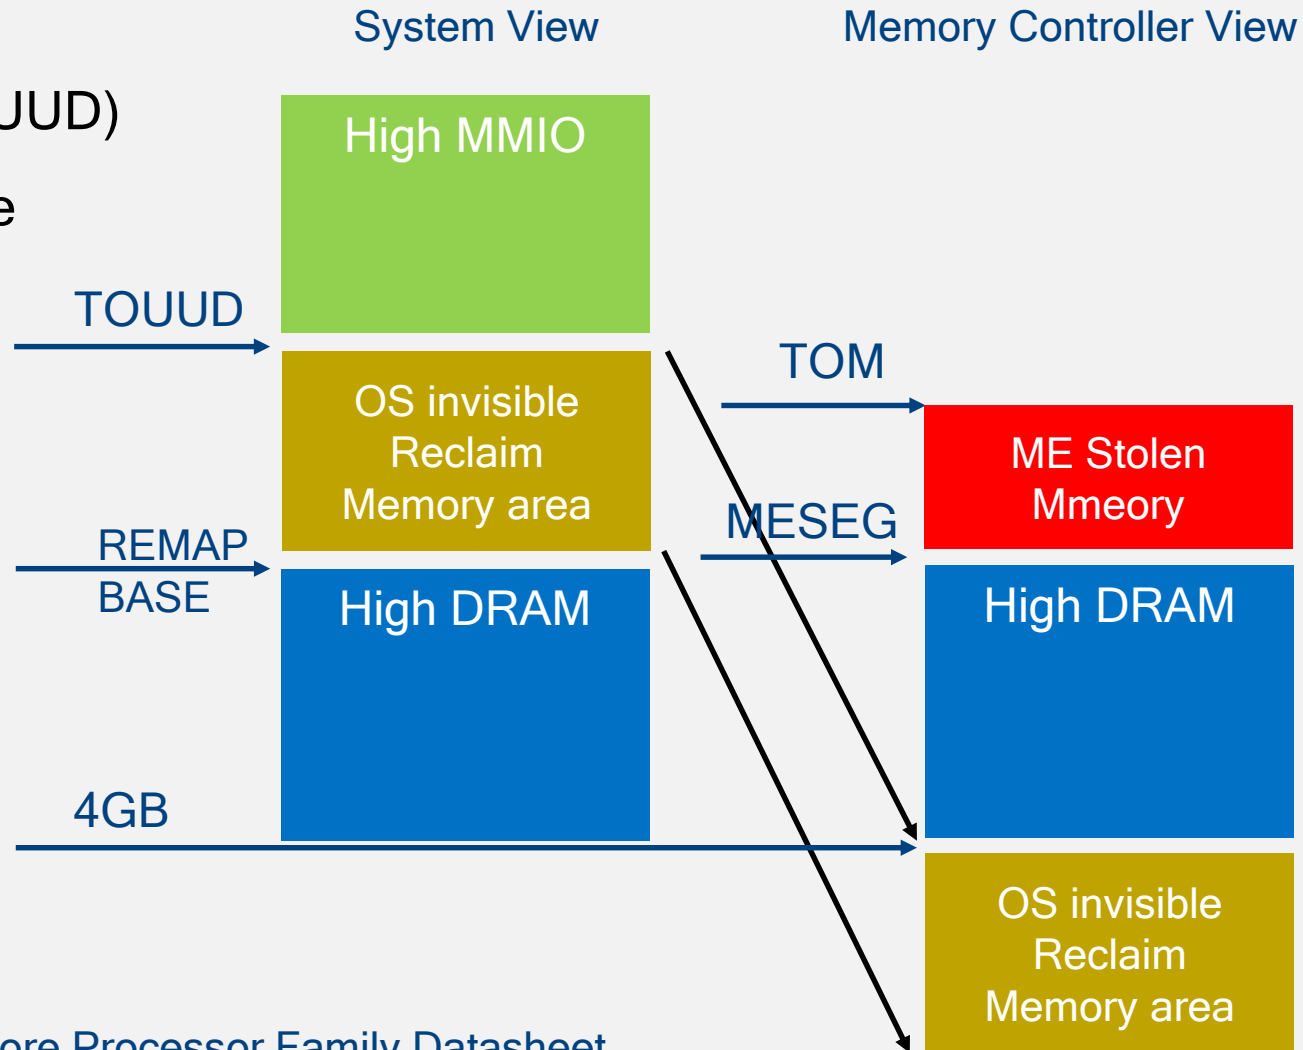 System View
Memory Controller View
UUD)
e
High MMIO
TOUUD
TOM
OS invisible
Reclaim
Memory area
ME Stolen
Mmeory
MESEG
REMAP
BASE
High DRAM
High DRAM
4GB
OS invisible
Reclaim
Memory area
ore Processor Family Datasheet